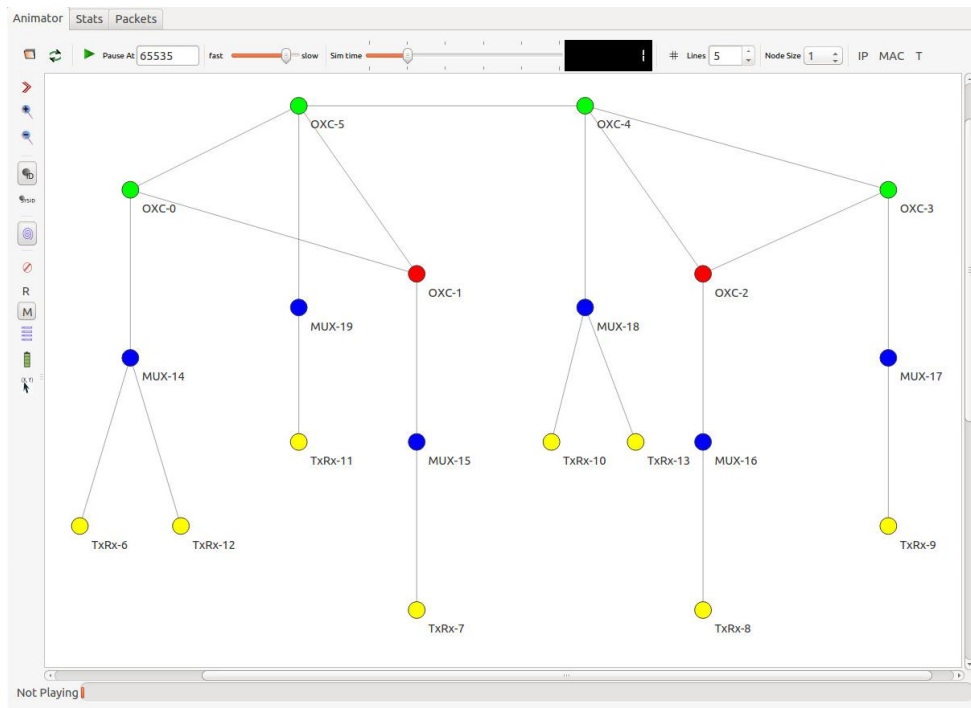 Animator Stats Packets
Pause At 65535 fast slow Sim time 1 # Lines 5 Node Size 1 IP MAC T
OXC-5
OXC-4
ID
SYSID
OXC-0
OXC-3
R
OXC-1
OXC-2
M
MUX-19
MUX-18
MUX-14
MUX-17
(X, Y)
TxRx-11
MUX-15
TxRx-10
TxRx-13
MUX-16
TxRx-6
TxRx-12
TxRx-9
TxRx-7
TxRx-8
Not Playing